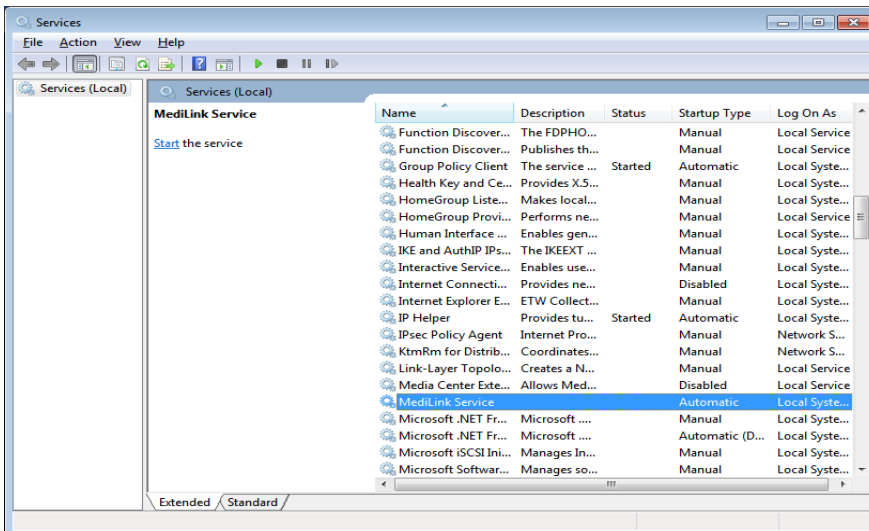 Services
File Action View Help
Services (Local)
Services (Local)
MediLink Service
Start the service
Name Description Status Startup Type Log On As
Function Discover... The FDPHO... Manual Local Service
Function Discover... Publishes th... Manual Local Service
Group Policy Client The service ... Started Automatic Local Syste...
Health Key and Ce... Provides X.5... Manual Local Syste...
HomeGroup Liste... Makes local... Manual Local Syste...
HomeGroup Provi... Performs ne... Manual Local Service
Human Interface ... Enables gen... Manual Local Syste...
IKE and AuthIP IPs... The IKEEXT ... Manual Local Syste...
Interactive Service... Enables use... Manual Local Syste...
Internet Connecti... Provides ne... Disabled Local Syste...
Internet Explorer E... ETW Collect... Manual Local Syste...
IP Helper Provides tu... Started Automatic Local Syste...
IPsec Policy Agent Internet Pro... Manual Network S...
KtmRm for Distrib... Coordinates... Manual Network S...
Link-Layer Topolo... Creates a N... Manual Local Service
Media Center Exte... Allows Med... Disabled Local Service
MediLink Service Automatic Local Syste...
Microsoft .NET Fr... Microsoft .... Manual Local Syste...
Microsoft .NET Fr... Microsoft .... Automatic (D... Local Syste...
Microsoft iSCSI Ini... Manages In... Manual Local Syste...
Microsoft Softwar... Manages so... Manual Local Syste...
Extended Standard